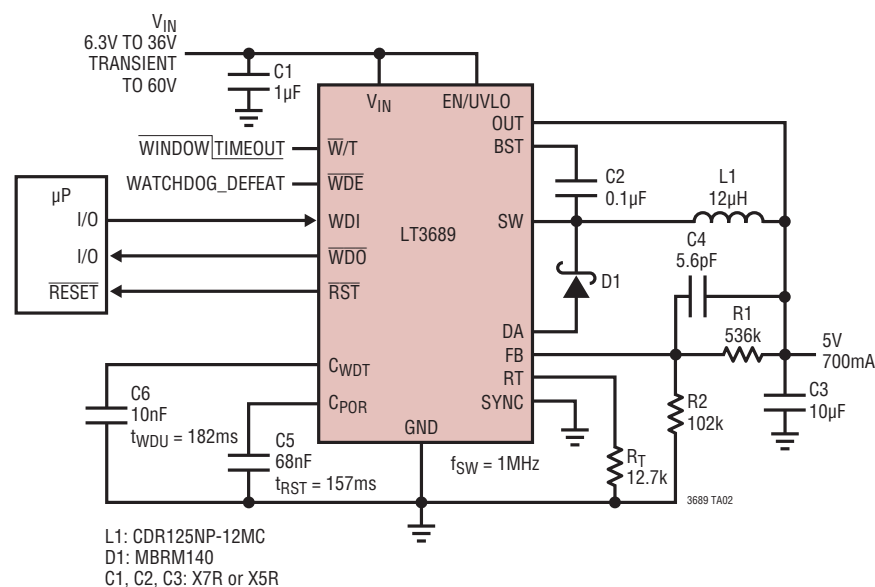 VIN
6.3V TO 36V
TRANSIENT
TO 60V
C1
1µF
VIN
EN/UVLO
OUT
BST
WINDOW TIMEOUT
W/T
WATCHDOG_DEFEAT
WDE
µP
I/O
I/O
RESET
WDI
WDO
RST
LT3689
SW
DA
FB
RT
SYNC
CWDT
CPOR
GND
C2
0.1µF
L1
12µH
C4
5.6pF
D1
R1
536k
5V
700mA
R2
102k
C3
10µF
C6
10nF
tWDU = 182ms
C5
68nF
tRST = 157ms
fSW = 1MHz
RT
12.7k
3689 TA02
L1: CDR125NP-12MC
D1: MBRM140
C1, C2, C3: X7R or X5R